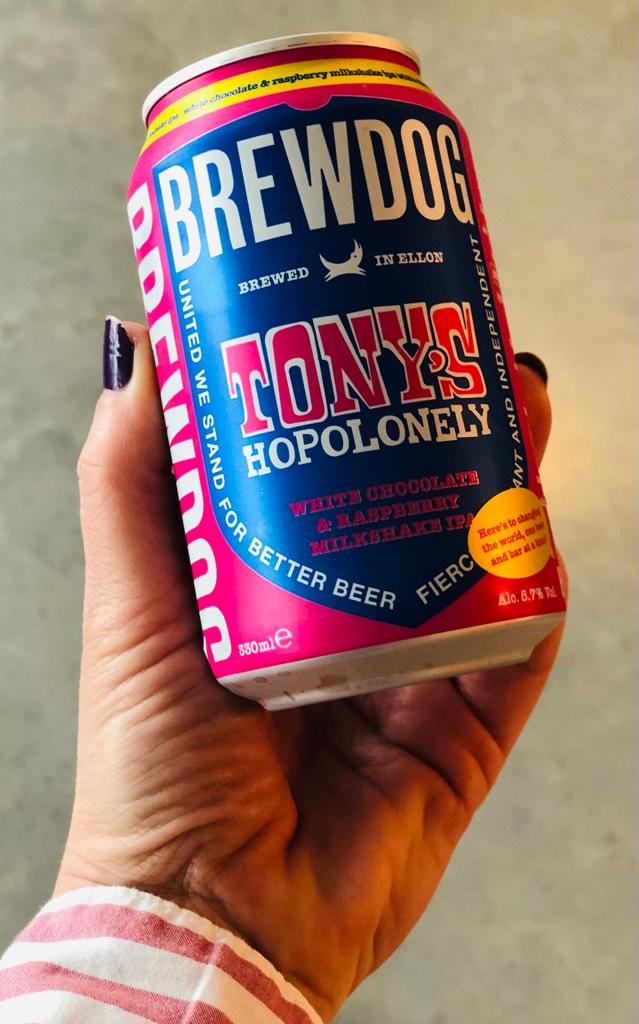 white chocolate & raspberry milkshake ipa
BREWDOG
BREWED IN ELLON
TONY'S
HOPOLONELY
WHITE CHOCOLATE
& RASPBERRY
MILKSHAKE IPA
Here's to changing
the world, one beer
and bar at a time!
Alc. 5.7% Vol.
330ml e
UNITED WE STAND FOR BETTER BEER
FIERC
ANT AND INDEPENDENT
BREWDOG